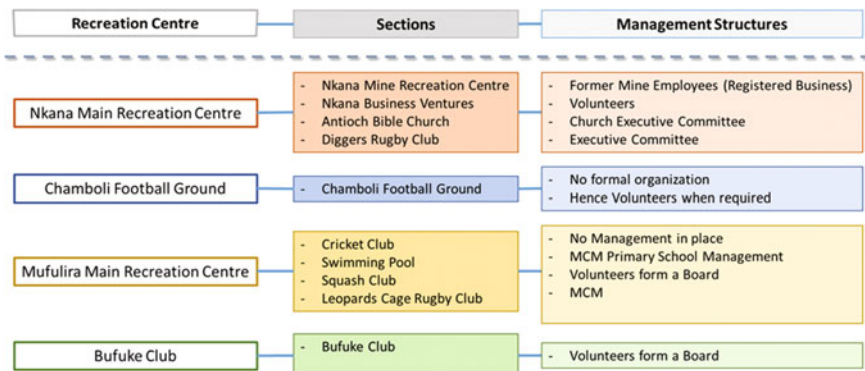 Recreation Centre
Sections
Management Structures
Nkana Main Recreation Centre
- Nkana Mine Recreation Centre
- Nkana Business Ventures
- Antioch Bible Church
- Diggers Rugby Club
- Former Mine Employees (Registered Business)
- Volunteers
- Church Executive Committee
- Executive Committee
Chamboli Football Ground
- Chamboli Football Ground
- No formal organization
- Hence Volunteers when required
Mufulira Main Recreation Centre
- Cricket Club
- Swimming Pool
- Squash Club
- Leopards Cage Rugby Club
- No Management in place
- MCM Primary School Management
- Volunteers form a Board
- MCM
Bufuke Club
- Bufuke Club
- Volunteers form a Board